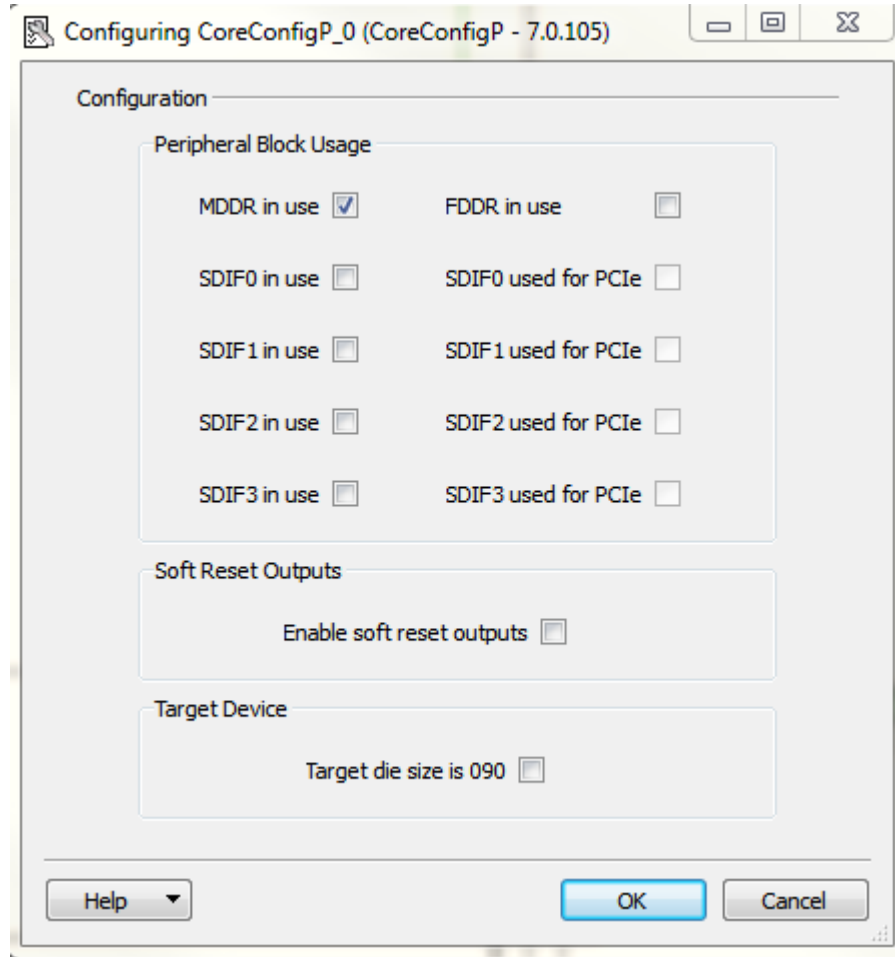 Configuring CoreConfigP_0 (CoreConfigP - 7.0.105)
Configuration
Peripheral Block Usage
MDDR in use FDDR in use
SDIF0 in use SDIF0 used for PCIe
SDIF1 in use SDIF1 used for PCIe
SDIF2 in use SDIF2 used for PCIe
SDIF3 in use SDIF3 used for PCIe
Soft Reset Outputs
Enable soft reset outputs
Target Device
Target die size is 090
Help OK Cancel